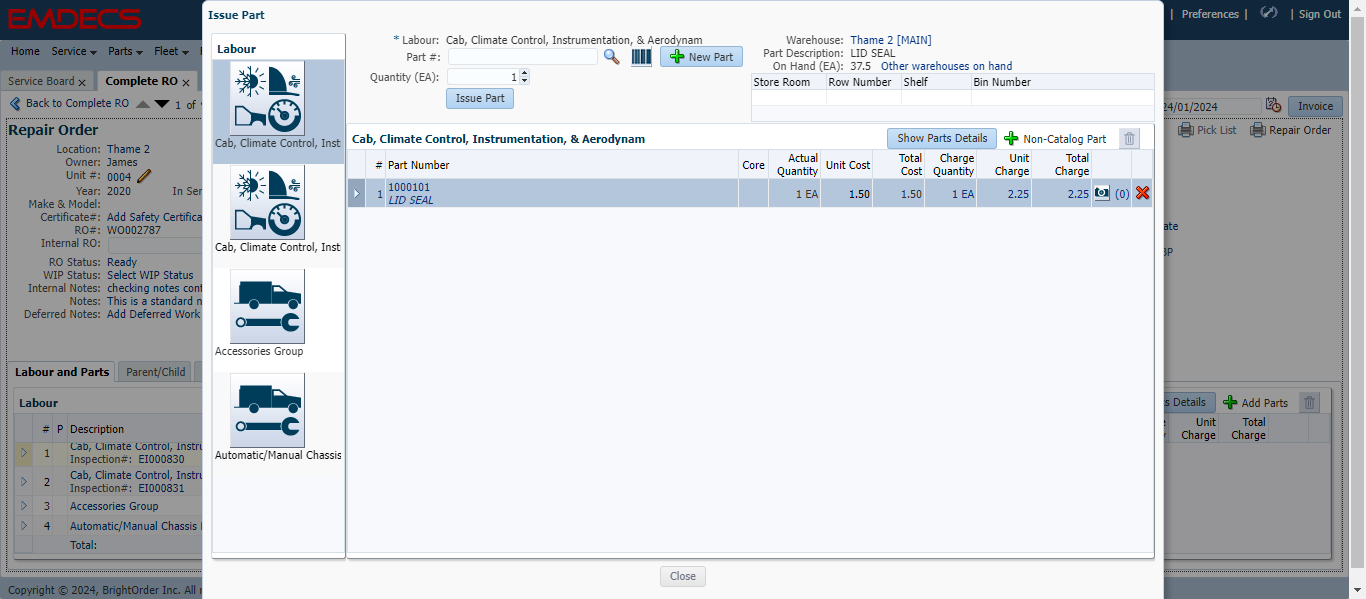 EMDECS
| Preferences | | Sign Out
Home Service Parts Fleet
Service Board x Complete RO x
Back to Complete RO 1 of
24/01/2024 Invoice
Pick List Repair Order
Repair Order
Location: Thame 2
Owner: James
Unit #: 0004
Year: 2020 In Ser
Make & Model:
Certificate#: Add Safety Certifica
RO#: WO002787
Internal RO:
RO Status: Ready
WIP Status: Select WIP Status
Internal Notes: checking notes cont
Notes: This is a standard n
Deferred Notes: Add Deferred Work
ate
BP
Labour and Parts Parent/Child
Labour
# P Description
1 Cab, Climate Control, Instru
Inspection#: EI000830
2 Cab, Climate Control, Instru
Inspection#: EI000831
3 Accessories Group
4 Automatic/Manual Chassis
Total:
s Details Add Parts
Unit Charge Total Charge
Copyright © 2024, BrightOrder Inc. All r
Issue Part
Labour
Cab, Climate Control, Inst
Cab, Climate Control, Inst
Accessories Group
Automatic/Manual Chassis
* Labour: Cab, Climate Control, Instrumentation, & Aerodynam
Part #: New Part
Quantity (EA): 1
Issue Part
Warehouse: Thame 2 [MAIN]
Part Description: LID SEAL
On Hand (EA): 37.5 Other warehouses on hand
Store Room Row Number Shelf Bin Number
Cab, Climate Control, Instrumentation, & Aerodynam Show Parts Details Non-Catalog Part
# Part Number Core Actual Quantity Unit Cost Total Cost Charge Quantity Unit Charge Total Charge
1 1000101 1 EA 1.50 1.50 1 EA 2.25 2.25 (0)
LID SEAL
Close